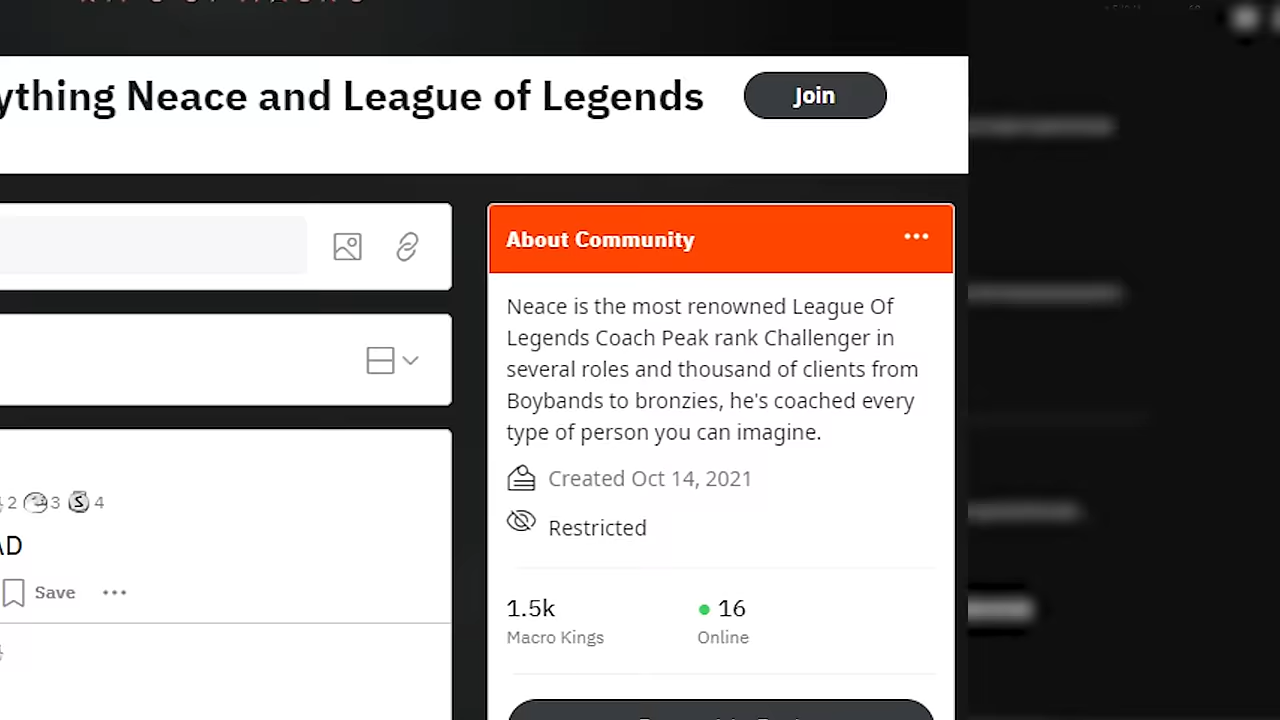 ything Neace and League of Legends
Join
About Community
Neace is the most renowned League Of
Legends Coach Peak rank Challenger in
several roles and thousand of clients from
Boybands to bronzies, he's coached every
type of person you can imagine.
Created Oct 14, 2021
Restricted
2 3 S 4
AD
Save
1.5k
Macro Kings
16
Online